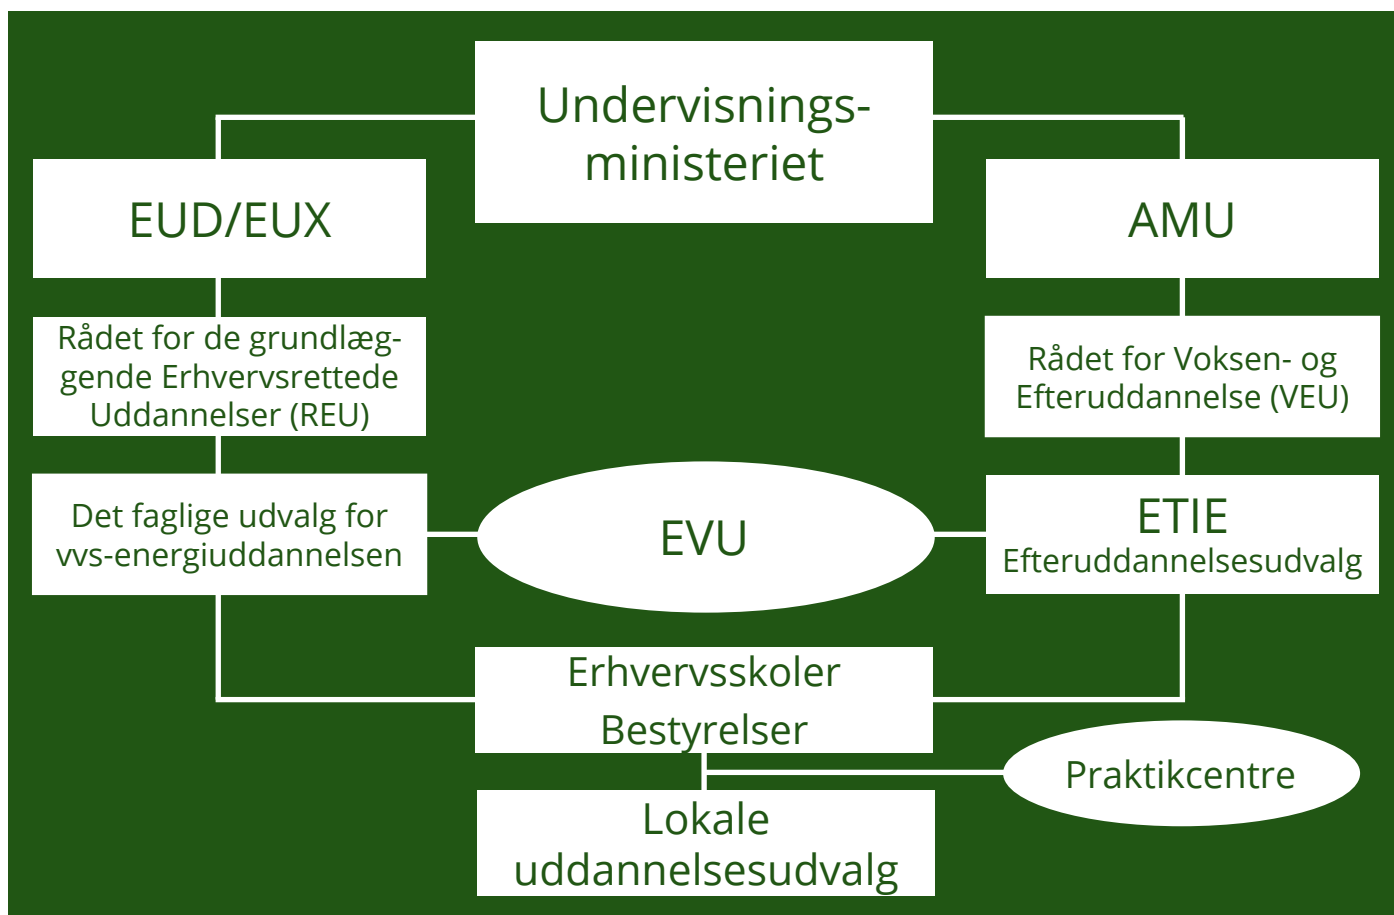 Undervisnings-
ministeriet
EUD/EUX
AMU
Rådet for de grundlæg-
gende Erhvervsrettede
Uddannelser (REU)
Rådet for Voksen- og
Efteruddannelse (VEU)
Det faglige udvalg for
vvs-energiuddannelsen
EVU
ETIE
Efteruddannelsesudvalg
Erhvervsskoler
Bestyrelser
Praktikcentre
Lokale
uddannelsesudvalg